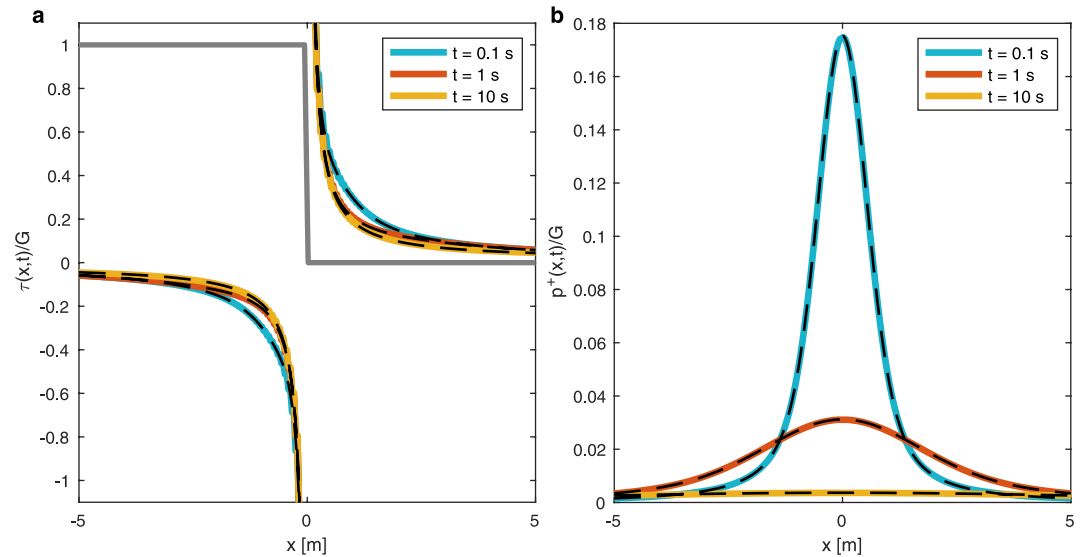 a
1
0.8
0.6
0.4
0.2
0
-0.2
-0.4
-0.6
-0.8
-1
τ(x,t)/G
-5
0
5
x [m]
t = 0.1 s
t = 1 s
t = 10 s
b
0.18
0.16
0.14
0.12
0.1
0.08
0.06
0.04
0.02
0
p⁺(x,t)/G
-5
0
5
x [m]
t = 0.1 s
t = 1 s
t = 10 s